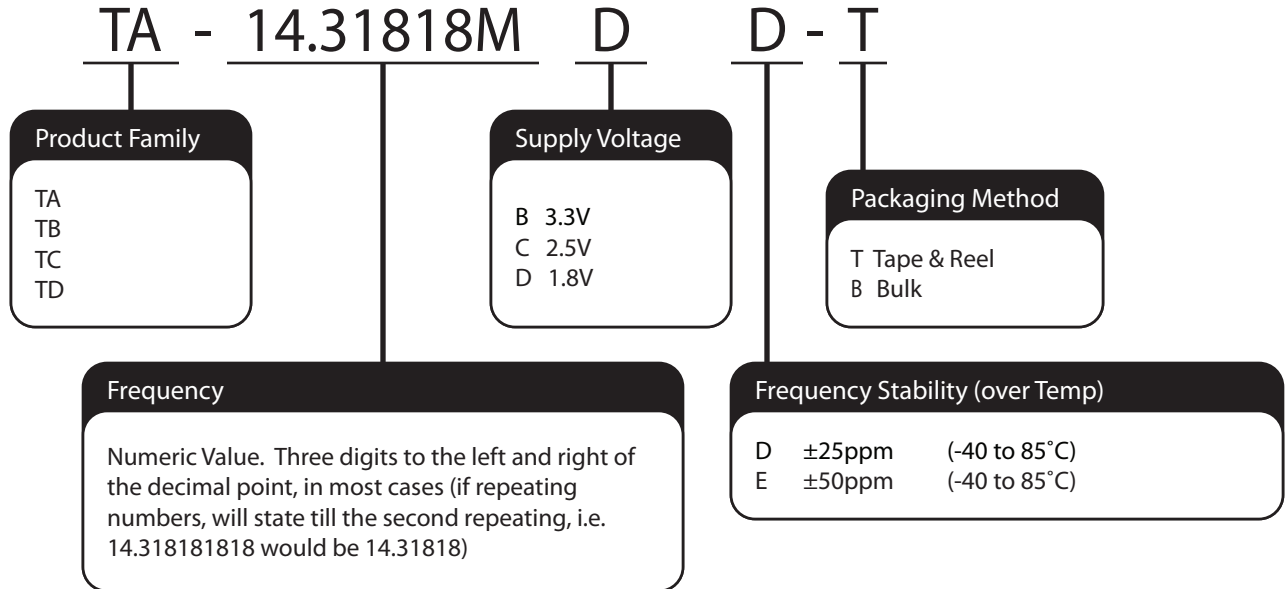 TA - 14.31818M D D - T
Product Family
TA
TB
TC
TD
Supply Voltage
B 3.3V
C 2.5V
D 1.8V
Packaging Method
T Tape & Reel
B Bulk
Frequency
Numeric Value. Three digits to the left and right of
the decimal point, in most cases (if repeating
numbers, will state till the second repeating, i.e.
14.318181818 would be 14.31818)
Frequency Stability (over Temp)
D ±25ppm (-40 to 85˚C)
E ±50ppm (-40 to 85˚C)